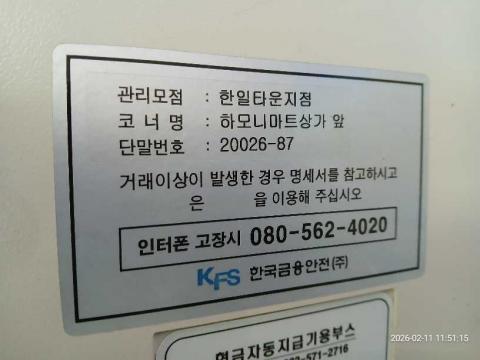 관리모점 : 한일타운지점
코 너 명 : 하모니마트상가 앞
단말번호 : 20026-87
거래이상이 발생한 경우 명세서를 참고하시고
은 을 이용해 주십시오
인터폰 고장시 080-562-4020
KFS 한국금융안전(주)
현금자동지급기용부스
-571-2716
2026-02-11 11:51:15